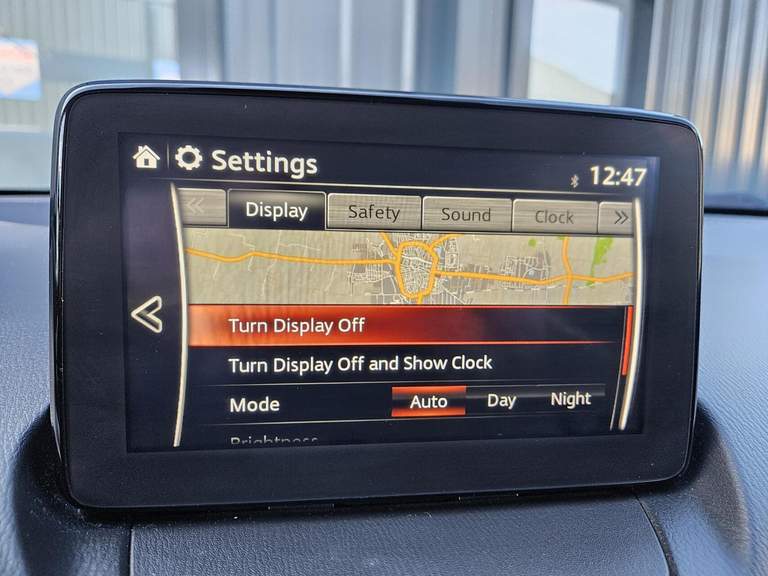 Settings
12:47
Display Safety Sound Clock
Turn Display Off
Turn Display Off and Show Clock
Mode Auto Day Night
Brightness